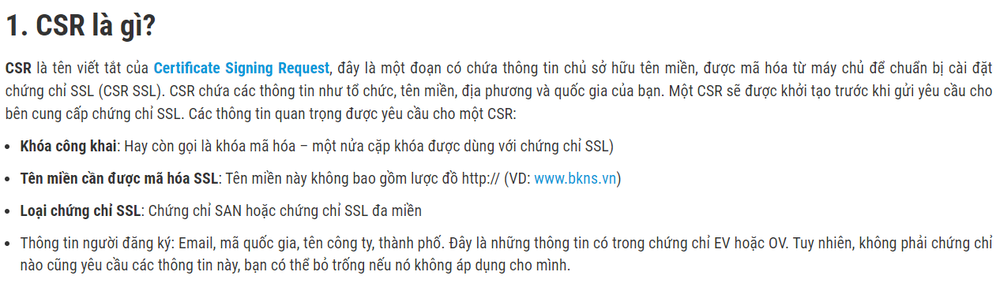 1. CSR là gì?
CSR là tên viết tắt của Certificate Signing Request, đây là một đoạn có chứa thông tin chủ sở hữu tên miền, được mã hóa từ máy chủ để chuẩn bị cài đặt
chứng chỉ SSL (CSR SSL). CSR chứa các thông tin như tổ chức, tên miền, địa phương và quốc gia của bạn. Một CSR sẽ được khởi tạo trước khi gửi yêu cầu cho
bên cung cấp chứng chỉ SSL. Các thông tin quan trọng được yêu cầu cho một CSR:
• Khóa công khai: Hay còn gọi là khóa mã hóa – một nửa cặp khóa được dùng với chứng chỉ SSL)
• Tên miền cần được mã hóa SSL: Tên miền này không bao gồm lược đồ http:// (VD: www.bkns.vn)
• Loại chứng chỉ SSL: Chứng chỉ SAN hoặc chứng chỉ SSL đa miền
• Thông tin người đăng ký: Email, mã quốc gia, tên công ty, thành phố. Đây là những thông tin có trong chứng chỉ EV hoặc OV. Tuy nhiên, không phải chứng chỉ
nào cũng yêu cầu các thông tin này, bạn có thể bỏ trống nếu nó không áp dụng cho mình.